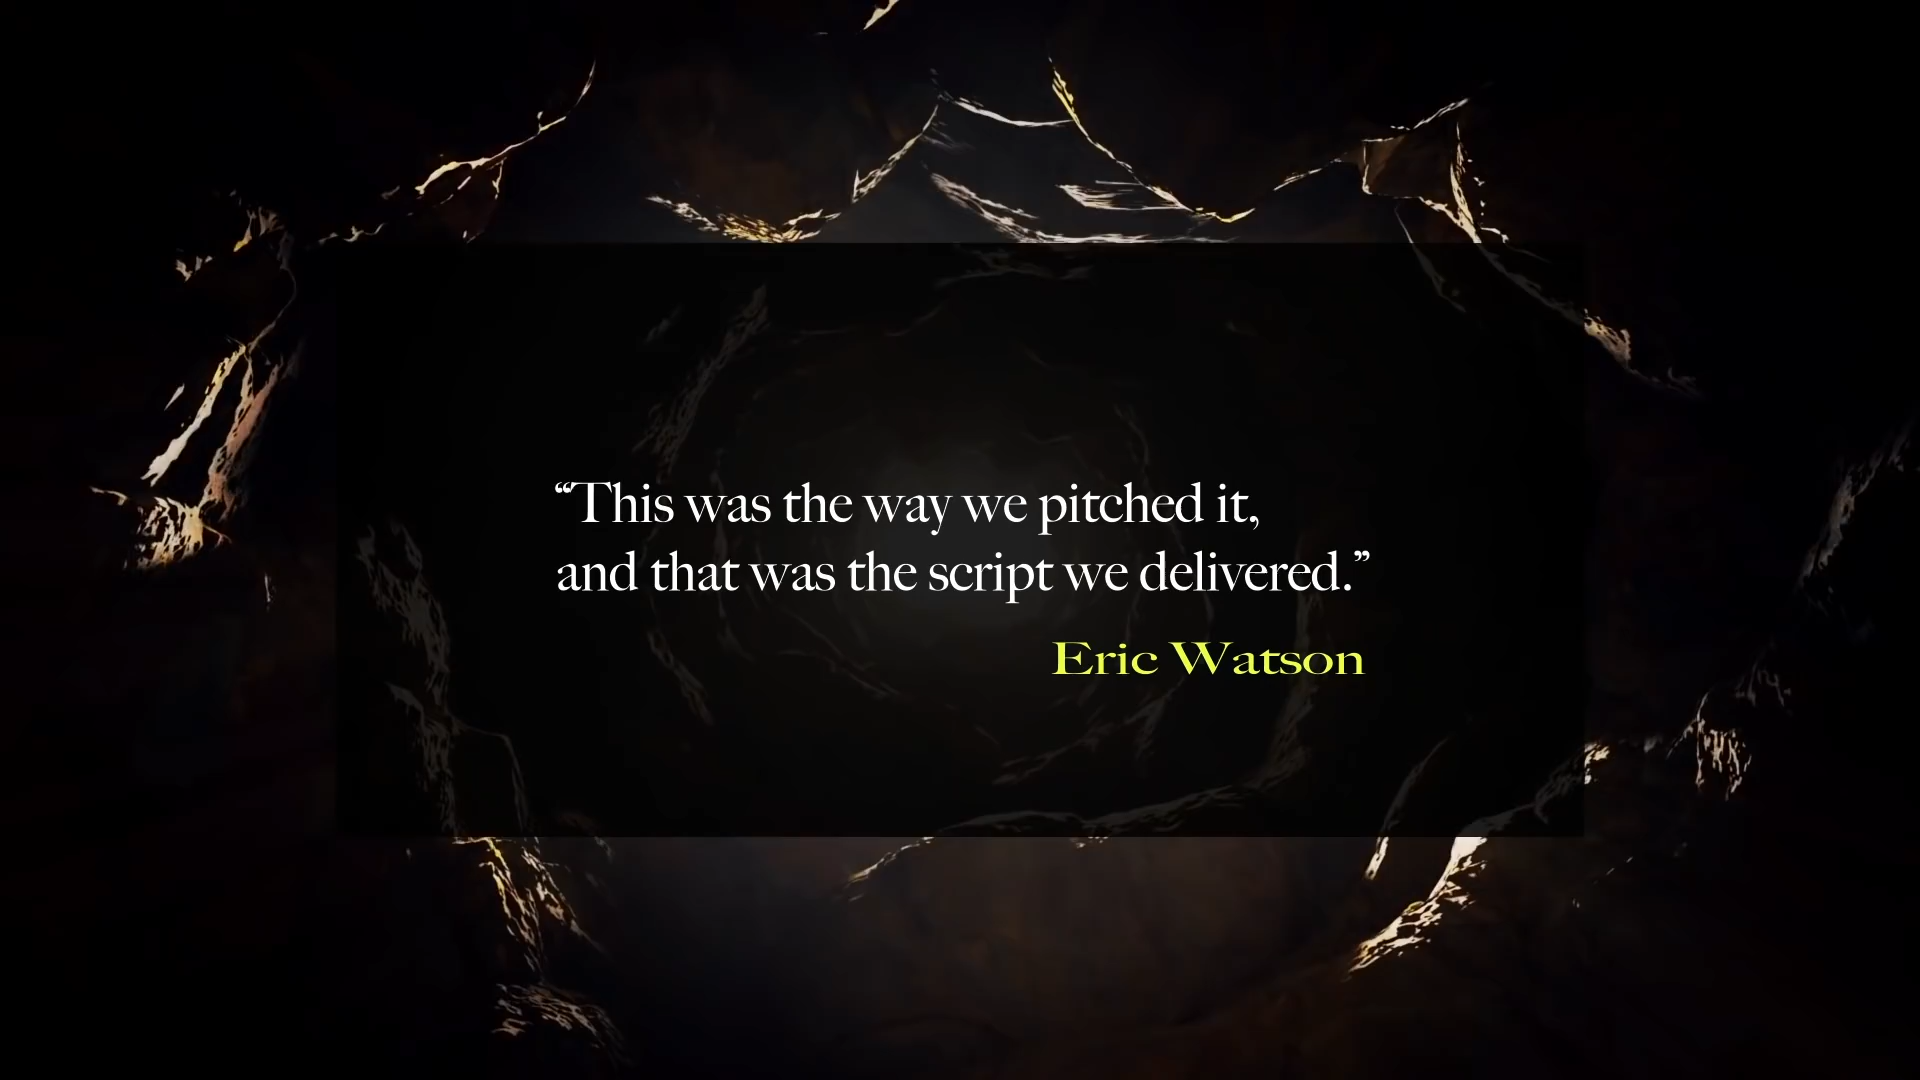 “This was the way we pitched it,
and that was the script we delivered.”
Eric Watson